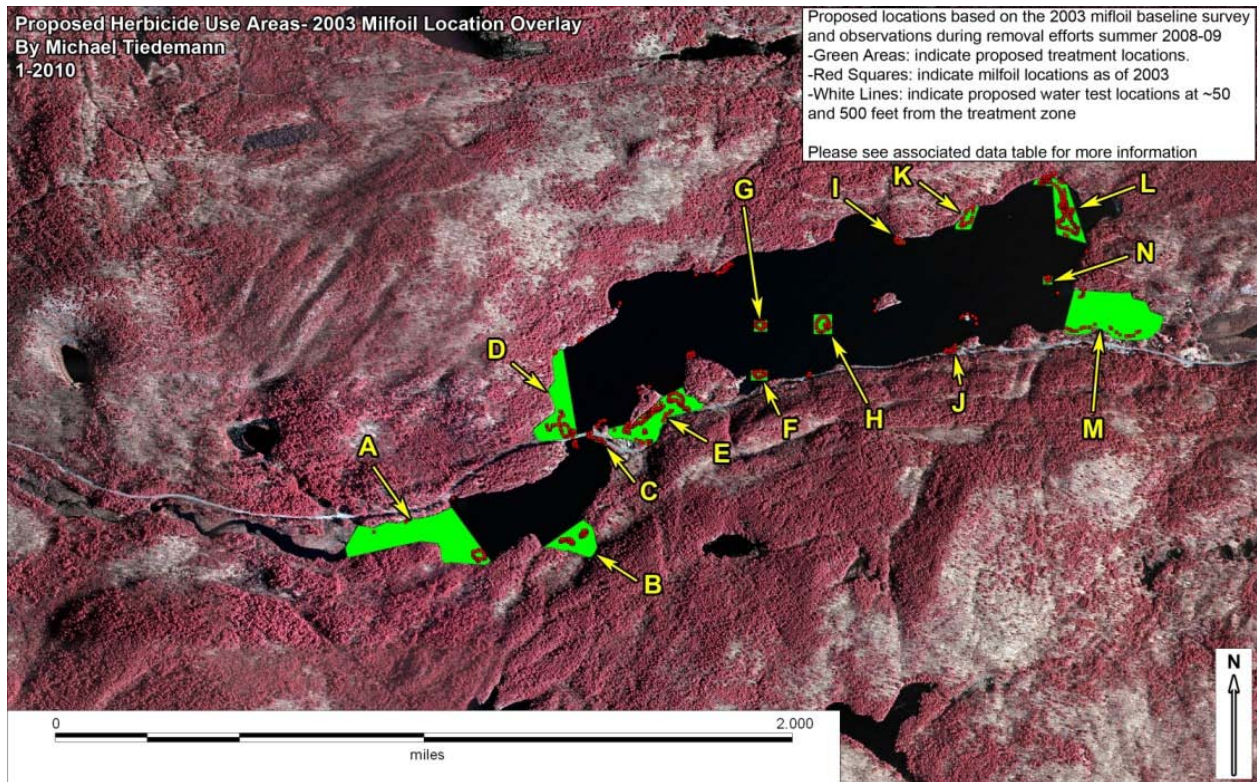 Proposed Herbicide Use Areas- 2003 Milfoil Location Overlay
By Michael Tiedemann
1-2010
Proposed locations based on the 2003 mifloil baseline survey
and observations during removal efforts summer 2008-09
-Green Areas: indicate proposed treatment locations.
-Red Squares: indicate milfoil locations as of 2003
-White Lines: indicate proposed water test locations at ~50
and 500 feet from the treatment zone
Please see associated data table for more information
K
L
I
G
N
D
A
E
F
H
J
M
C
B
N
0
2.000
miles